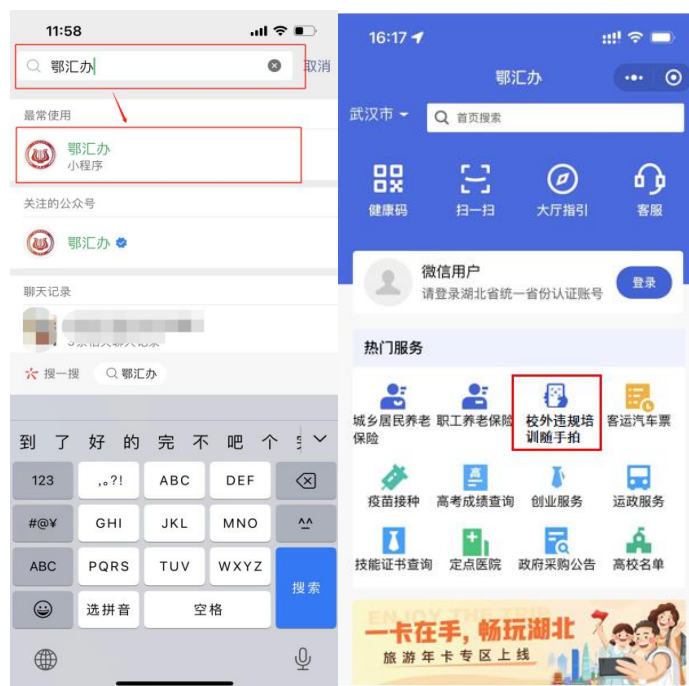 11:58
鄂汇办
取消
最常使用
鄂汇办
小程序
关注的公众号
鄂汇办
聊天记录
搜一搜
鄂汇办
到 了 好 的 完 不 吧 个
123 ,。?! ABC DEF
#@¥ GHI JKL MNO ^^
ABC PQRS TUV WXYZ
搜索
选拼音 空格
16:17
鄂汇办
武汉市
首页搜索
健康码 扫一扫 大厅指引 客服
微信用户
请登录湖北省统一省份认证账号
登录
热门服务
城乡居民养老保险
职工养老保险
校外违规培训随手拍
客运汽车票
疫苗接种 高考成绩查询 创业服务 运政服务
技能证书查询 定点医院 政府采购公告 高校名单
ENJOY THE TRIP
一卡在手,畅玩湖北
旅游年卡专区上线